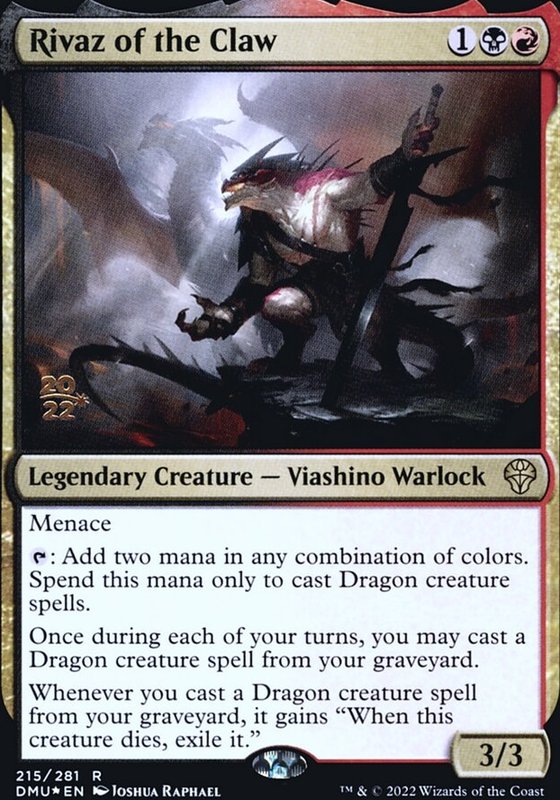 Rivaz of the Claw
1
20
22
Legendary Creature — Viashino Warlock
Menace
: Add two mana in any combination of colors.
Spend this mana only to cast Dragon creature
spells.
Once during each of your turns, you may cast a
Dragon creature spell from your graveyard.
Whenever you cast a Dragon creature spell
from your graveyard, it gains “When this
creature dies, exile it.”
3/3
215/281 R
DMU★EN Joshua Raphael
™ & © 2022 Wizards of the Coast